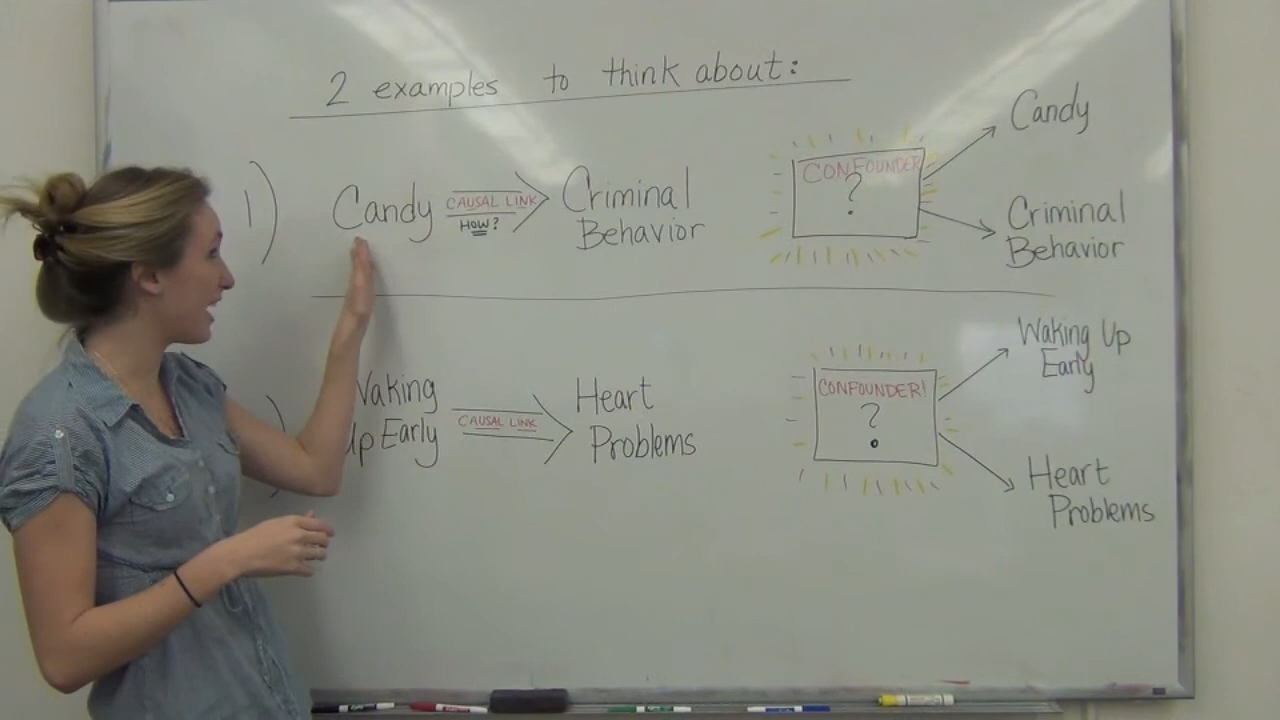 2 examples to think about:
1)
Candy
CAUSAL LINK
HOW?
Criminal
Behavior
CONFOUNDER
?
Candy
Criminal
Behavior
)
Waking
Up Early
CAUSAL LINK
Heart
Problems
CONFOUNDER!
?
Waking Up
Early
Heart
Problems